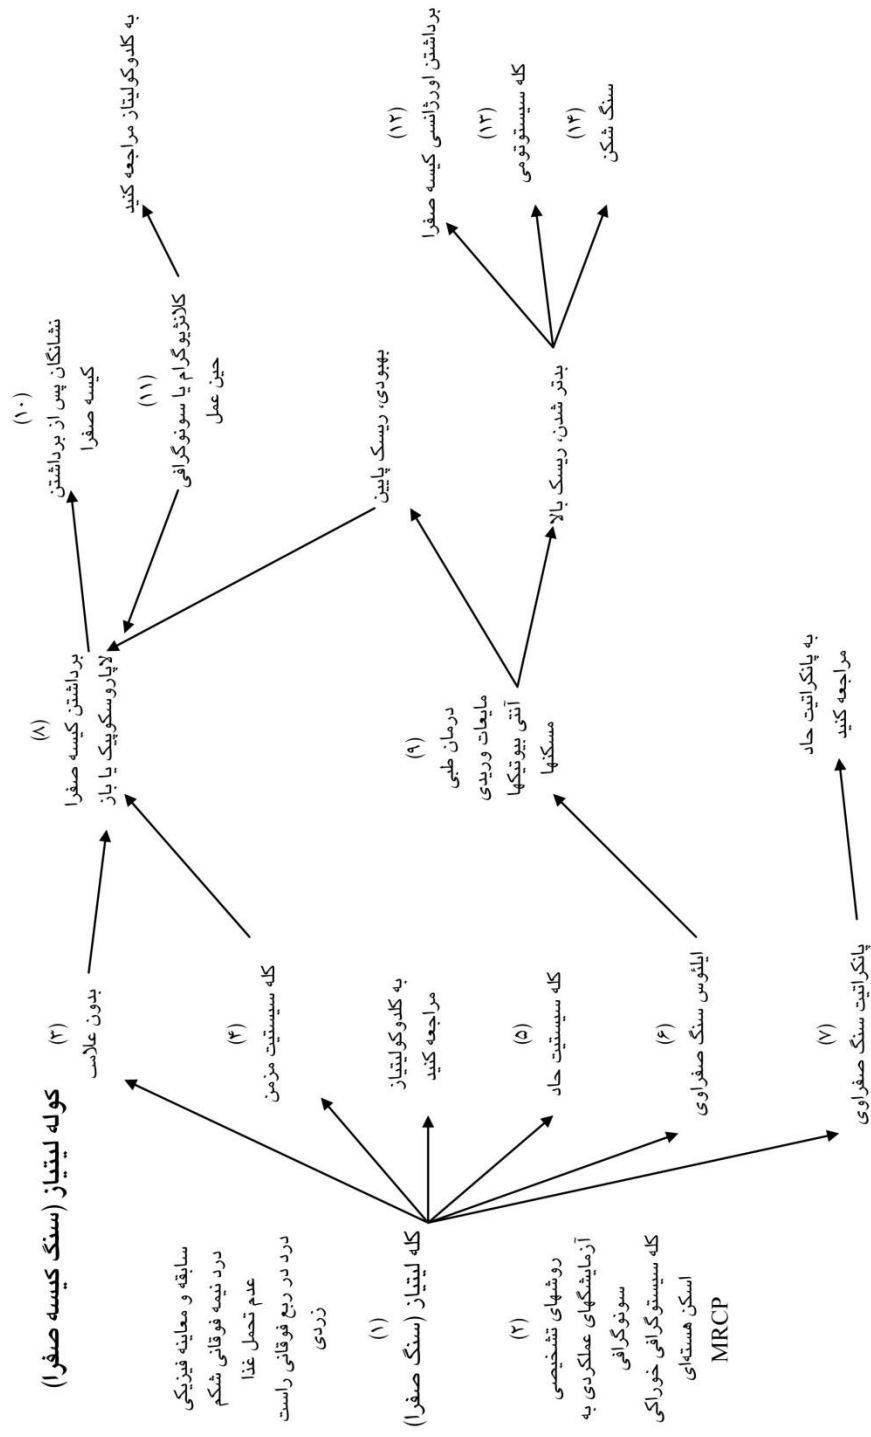 کوله لیتیاز (سنگ کیسه صفرا)
سابقه و معاینه فیزیکی
درد نیمه فوقانی شکم
عدم تحمل غذا
درد در ربع فوقانی راست
زردی
(۱)
کله لیتیاز (سنگ صفرا)
(۲)
روشهای تشخیصی
سونوگرافی
آزمایشگهای عملکردی به
کله سیستوگرافی خوراکی
اسکن هسته‌ای
MRCP
(۳)
بدون علامت
(۴)
کله سیستیت مزمن
به کلدوکولیتیاز
مراجعه کنید
(۵)
کله سیستیت حاد
(۶)
ایلئوس سنگ صفراوی
(۷)
پانکراتیت سنگ صفراوی
(۸)
برداشتن کیسه صفرا
لاپاروسکوپیک یا باز
(۹)
درمان طبی
مایعات وریدی
آنتی بیوتیکها
مسکنها
به پانکراتیت حاد
مراجعه کنید
(۱۰)
نشانگان پس از برداشتن
کیسه صفرا
(۱۱)
کلانژیوگرام یا سونوگرافی
حین عمل
بهبودی، ریسک پایین
بدتر شدن، ریسک بالا
به کلدوکولیتاز مراجعه کنید
(۱۲)
برداشتن اورژانسی کیسه صفرا
(۱۳)
کله سیستوتومی
(۱۴)
سنگ شکن